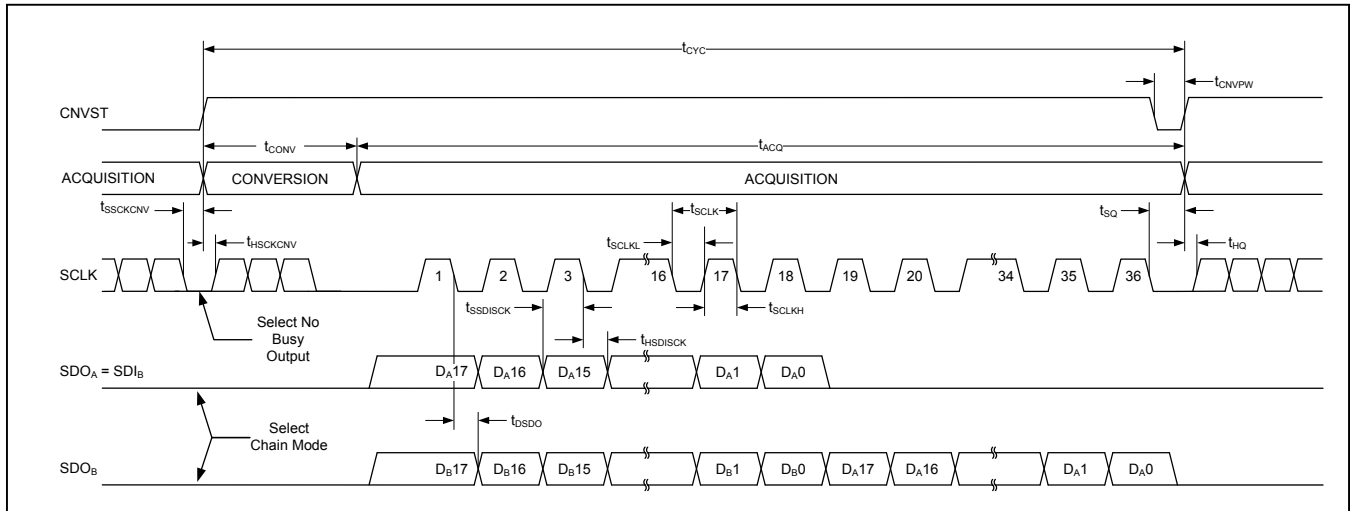 tCYC
tCNVPW
CNVST
tCONV
tACQ
ACQUISITION
CONVERSION
ACQUISITION
tSSCKCNV
tHSCKCNV
tSCLK
tSCLKL
tSQ
tHQ
SCLK
1
2
3
16
17
18
19
20
34
35
36
tSSDISCK
tSCLKH
tHSDISCK
Select No
Busy
Output
SDOA = SDIB
DA17
DA16
DA15
DA1
DA0
Select
Chain Mode
tDSDO
SDOB
DB17
DB16
DB15
DB1
DB0
DA17
DA16
DA1
DA0